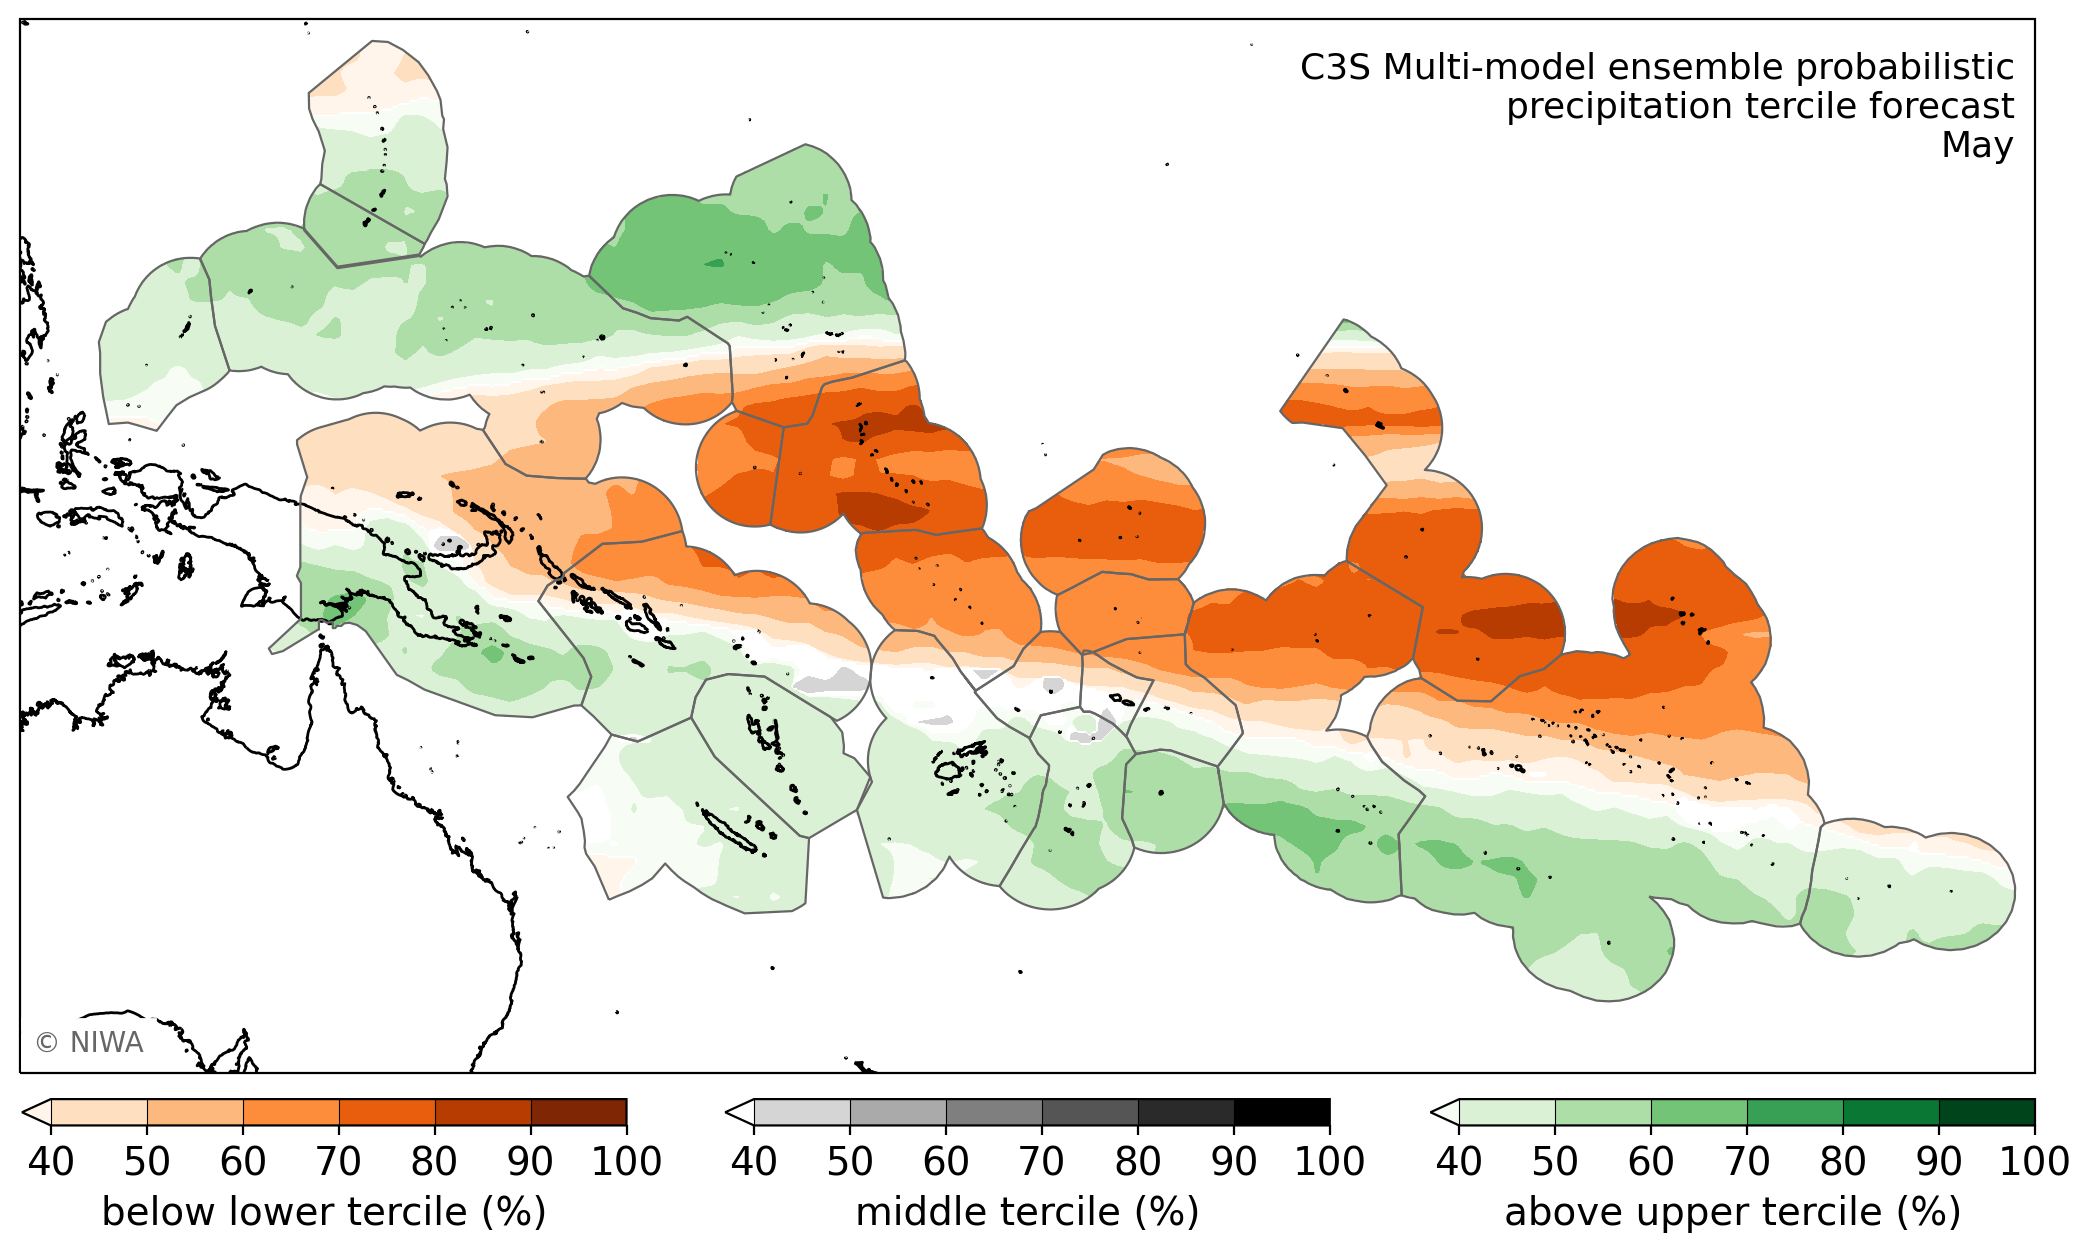 C3S Multi-model ensemble probabilistic
precipitation tercile forecast
May
© NIWA
40 50 60 70 80 90 100
below lower tercile (%)
40 50 60 70 80 90 100
middle tercile (%)
40 50 60 70 80 90 100
above upper tercile (%)